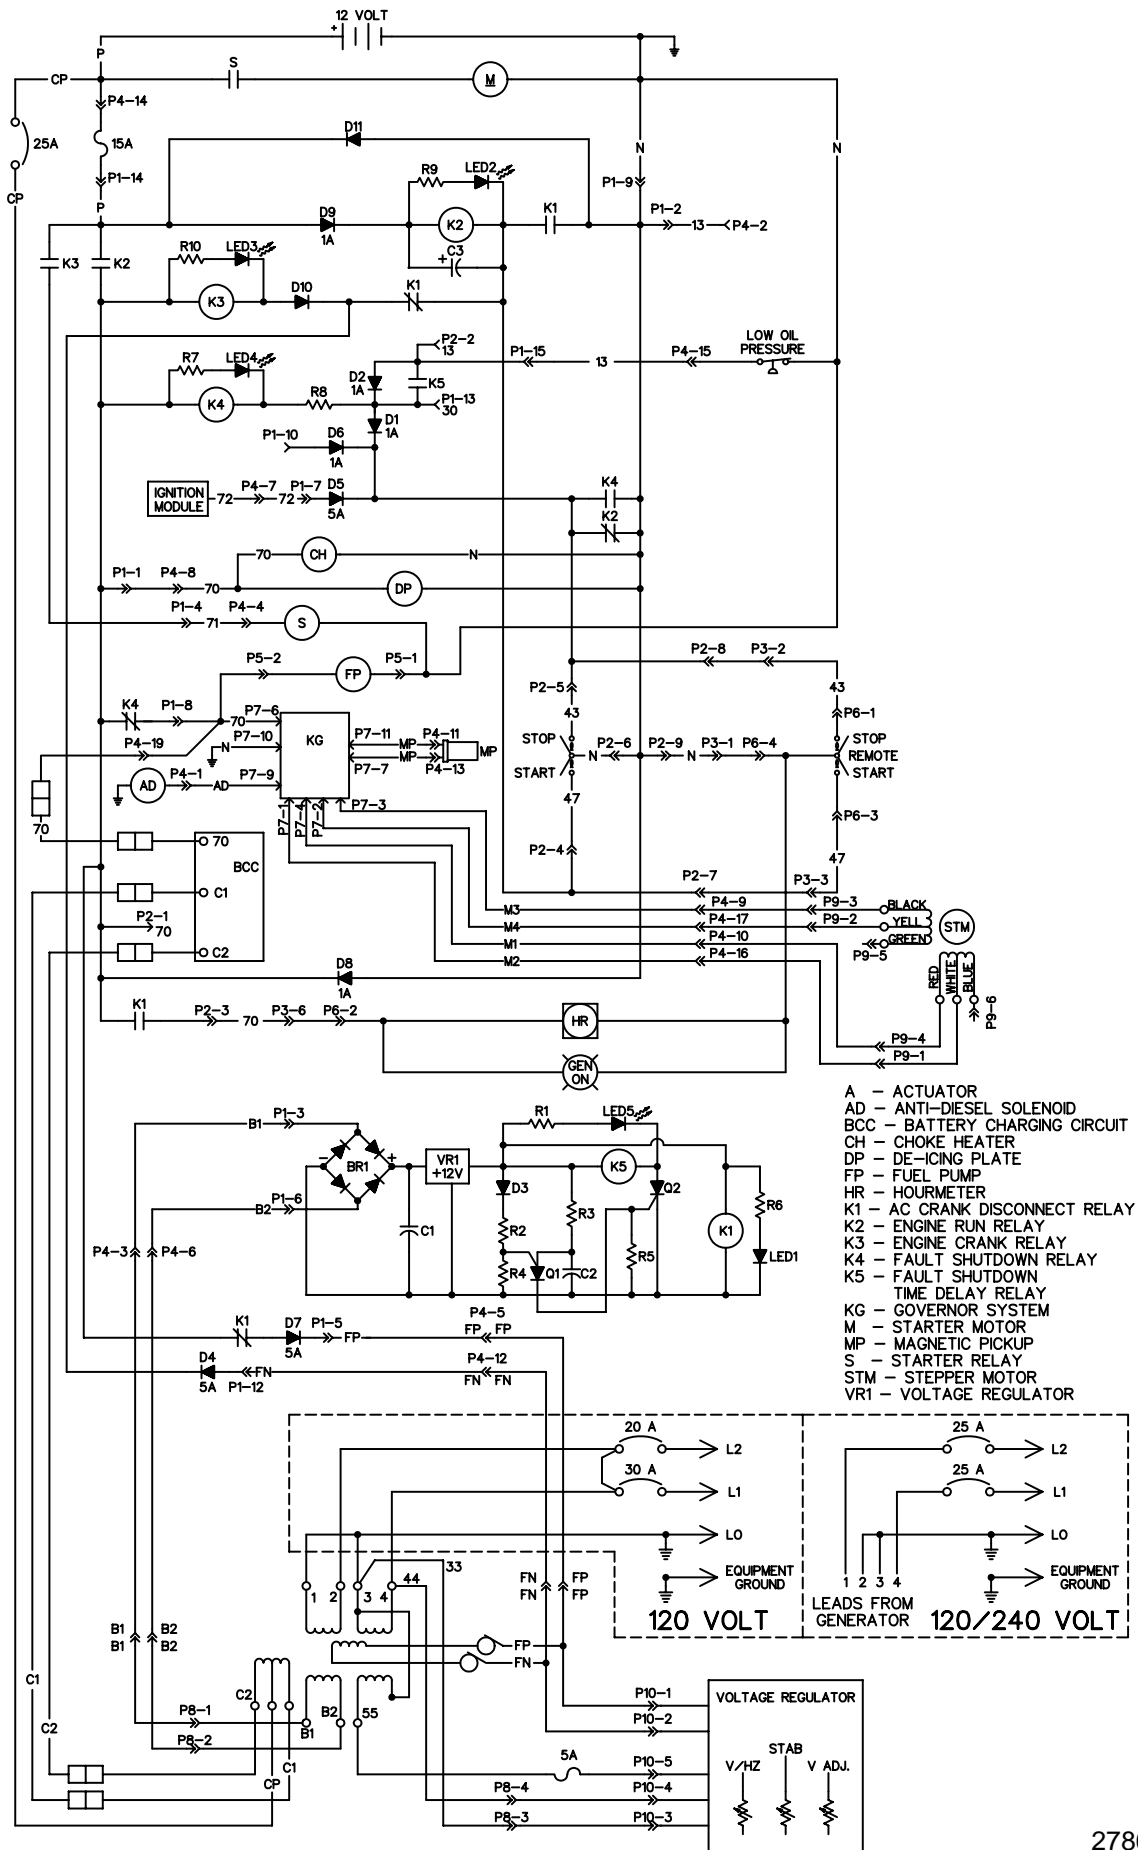 12 VOLT
+
P
CP
S
M
P4-14
25A
15A
D11
N
N
P1-14
CP
P
R9
LED2
P1-9
D9
1A
K2
K1
P1-2
13
P4-2
K3
K2
R10
LED3
C3
+
K3
D10
K1
P2-2
13
P1-15
13
P4-15
LOW OIL
PRESSURE
R7
LED4
D2
1A
K5
K4
R8
P1-13
30
D1
1A
P1-10
D6
1A
IGNITION
MODULE
72
P4-7
72
P1-7
D5
5A
K4
K2
70
CH
N
P1-1
P4-8
70
DP
P1-4
71
P4-4
S
P2-8
P3-2
P5-2
FP
P5-1
P2-5
43
43
K4
P1-8
70
P7-6
KG
P6-1
P7-10
N
P7-11
MP
P4-11
MP
STOP
START
N
P2-6
P2-9
N
P3-1
P6-4
STOP
REMOTE
START
P4-19
P7-7
MP
P4-13
AD
P4-1
AD
P7-9
P7-1
P7-4
P7-2
P7-3
47
P6-3
70
70
BCC
P2-4
47
C1
P2-7
P3-3
P2-1
70
M3
P4-9
P9-3
BLACK
M4
P4-17
P9-2
YELL
STM
M1
P4-10
GREEN
P9-5
C2
M2
P4-16
D8
1A
RED
WHITE
BLUE
P9-6
K1
P2-3
70
P3-6
P6-2
HR
P9-4
P9-1
GEN
ON
A – ACTUATOR
AD – ANTI-DIESEL SOLENOID
BCC – BATTERY CHARGING CIRCUIT
CH – CHOKE HEATER
DP – DE-ICING PLATE
FP – FUEL PUMP
HR – HOURMETER
K1 – AC CRANK DISCONNECT RELAY
K2 – ENGINE RUN RELAY
K3 – ENGINE CRANK RELAY
K4 – FAULT SHUTDOWN RELAY
K5 – FAULT SHUTDOWN
TIME DELAY RELAY
KG – GOVERNOR SYSTEM
M – STARTER MOTOR
MP – MAGNETIC PICKUP
S – STARTER RELAY
STM – STEPPER MOTOR
VR1 – VOLTAGE REGULATOR
B1
P1-3
R1
LED5
–
BR1
+
VR1
+12V
K5
D3
Q2
R6
P1-6
B2
C1
R2
R3
K1
P4-3
P4-6
R4
Q1
C2
R5
LED1
K1
D7
5A
P1-5
FP
P4-5
FP
FP
D4
5A
FN
P1-12
P4-12
FN
FN
20 A
L2
30 A
L1
LO
EQUIPMENT
GROUND
120 VOLT
25 A
L2
25 A
L1
LO
EQUIPMENT
GROUND
1 2 3 4
LEADS FROM
GENERATOR
120/240 VOLT
1
2
3
4
44
33
FN
FN
FP
FP
B1
B1
B2
B2
FP
FN
C1
C2
C2
CP
C1
P8-1
B1
B2
55
P8-2
P10-1
P10-2
VOLTAGE REGULATOR
5A
P10-5
P8-4
P10-4
P8-3
P10-3
V/HZ
STAB
V ADJ.